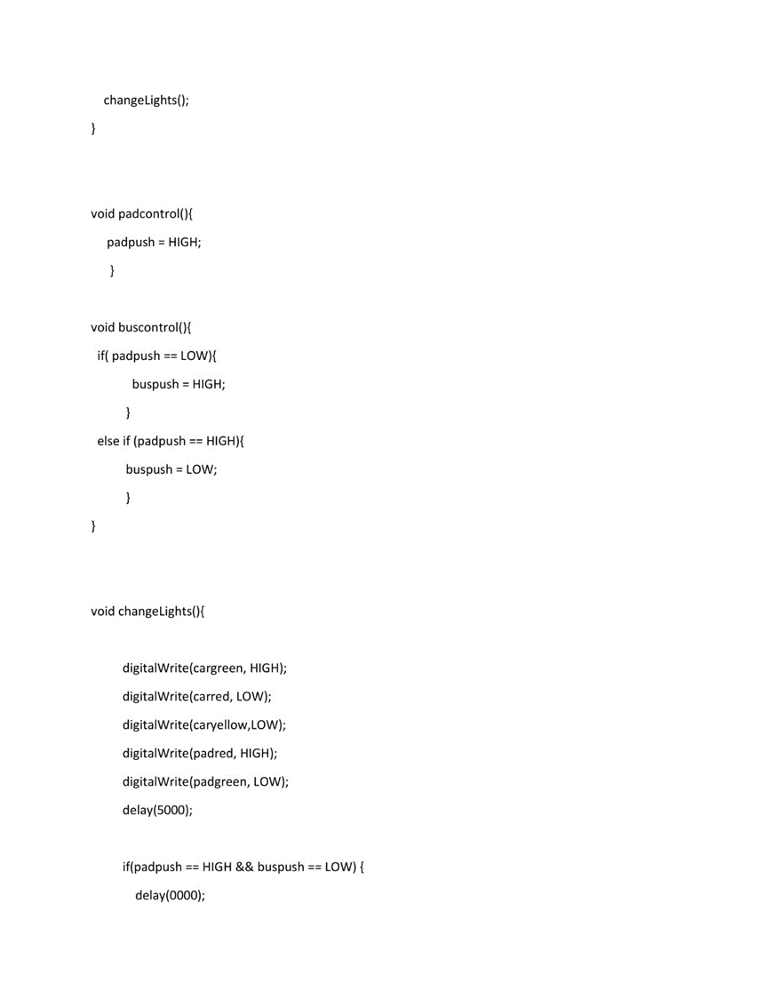 changeLights();
}
void padcontrol(){
padpush = HIGH;
}
void buscontrol(){
if( padpush == LOW){
buspush = HIGH;
}
else if (padpush == HIGH){
buspush = LOW;
}
}
void changeLights(){
digitalWrite(cargreen, HIGH);
digitalWrite(carred, LOW);
digitalWrite(caryellow,LOW);
digitalWrite(padred, HIGH);
digitalWrite(padgreen, LOW);
delay(5000);
if(padpush == HIGH && buspush == LOW) {
delay(0000);